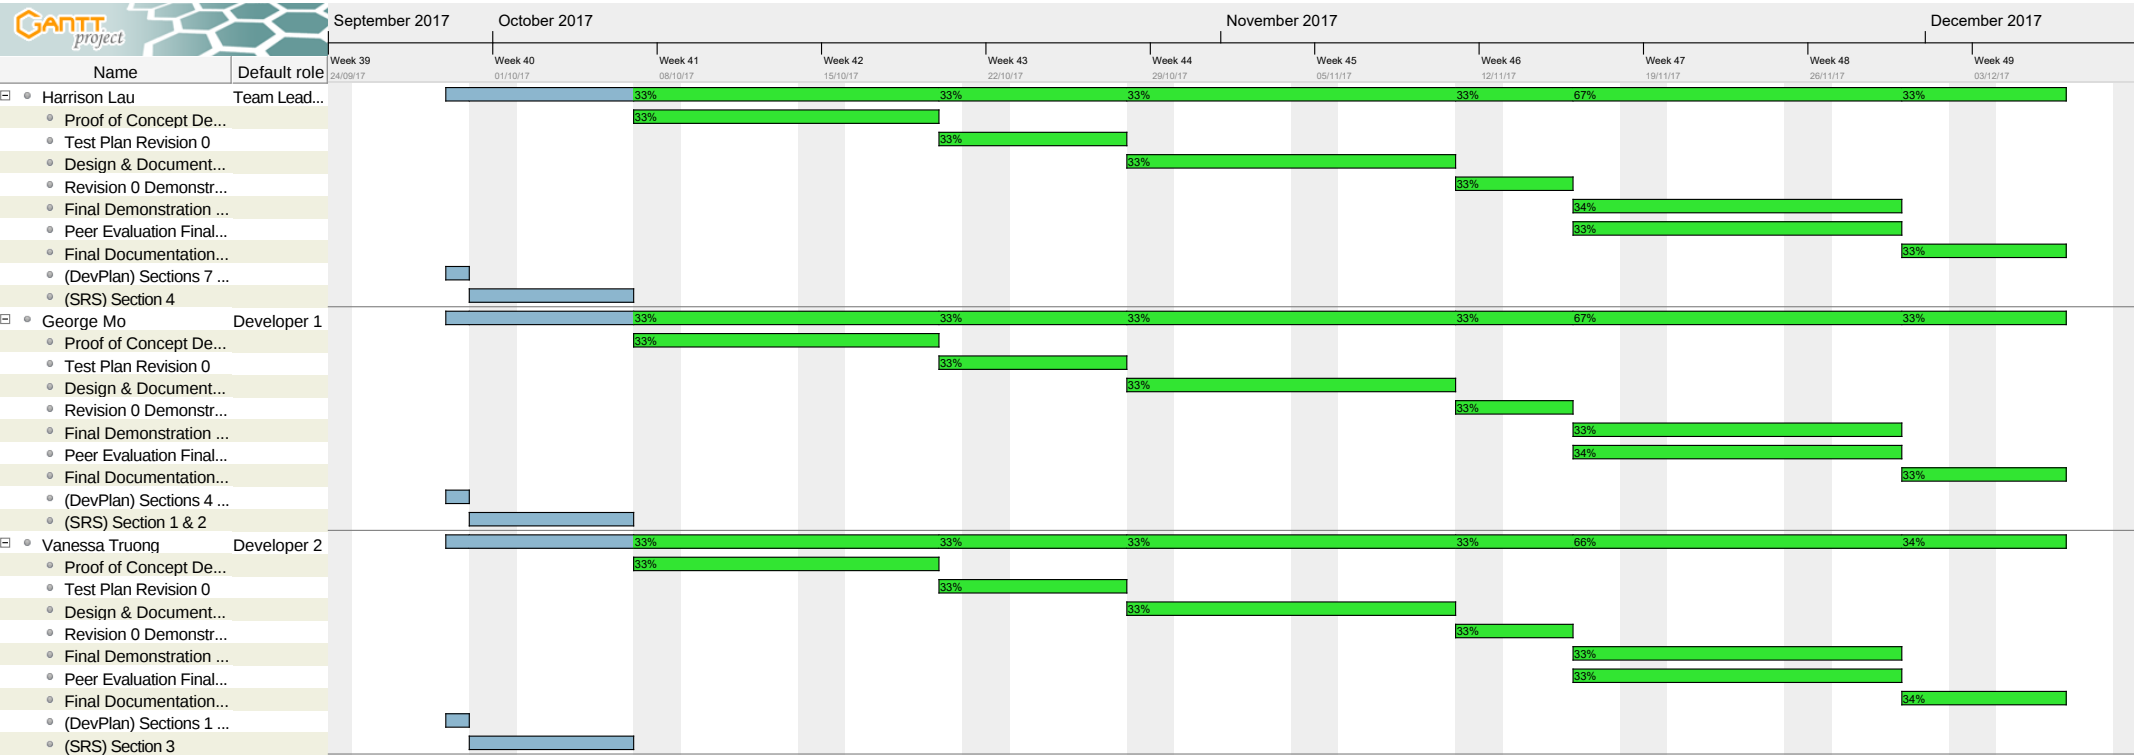 GANTT
project
September 2017 October 2017 November 2017 December 2017
Name Default role
Week 39 Week 40 Week 41 Week 42 Week 43 Week 44 Week 45 Week 46 Week 47 Week 48 Week 49
24/09/17 01/10/17 08/10/17 15/10/17 22/10/17 29/10/17 05/11/17 12/11/17 19/11/17 26/11/17 03/12/17
Harrison Lau Team Lead... 33% 33% 33% 33% 67% 33%
Proof of Concept De... 33%
Test Plan Revision 0 33%
Design & Document... 33%
Revision 0 Demonstr... 33%
Final Demonstration ... 34%
Peer Evaluation Final... 33%
Final Documentation... 33%
(DevPlan) Sections 7 ...
(SRS) Section 4
George Mo Developer 1 33% 33% 33% 33% 67% 33%
Proof of Concept De... 33%
Test Plan Revision 0 33%
Design & Document... 33%
Revision 0 Demonstr... 33%
Final Demonstration ... 33%
Peer Evaluation Final... 34%
Final Documentation... 33%
(DevPlan) Sections 4 ...
(SRS) Section 1 & 2
Vanessa Truong Developer 2 33% 33% 33% 33% 66% 34%
Proof of Concept De... 33%
Test Plan Revision 0 33%
Design & Document... 33%
Revision 0 Demonstr... 33%
Final Demonstration ... 33%
Peer Evaluation Final... 33%
Final Documentation... 34%
(DevPlan) Sections 1 ...
(SRS) Section 3